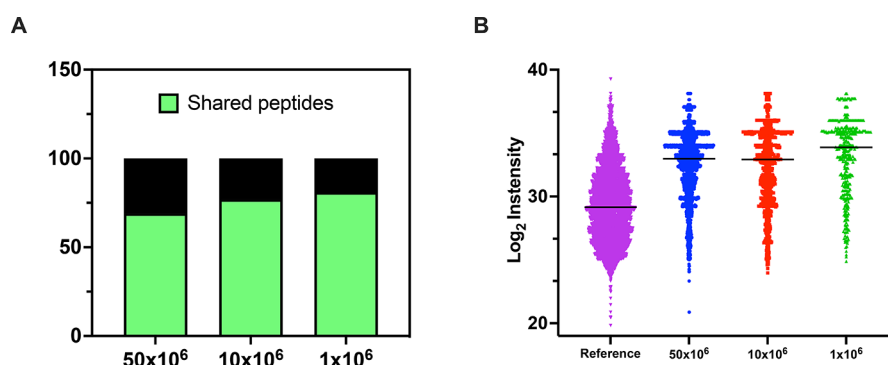 A
150
100
50
0
Shared peptides
50x10⁶
10x10⁶
1x10⁶
B
Log₂ Instensity
40
30
20
Reference
50x10⁶
10x10⁶
1x10⁶